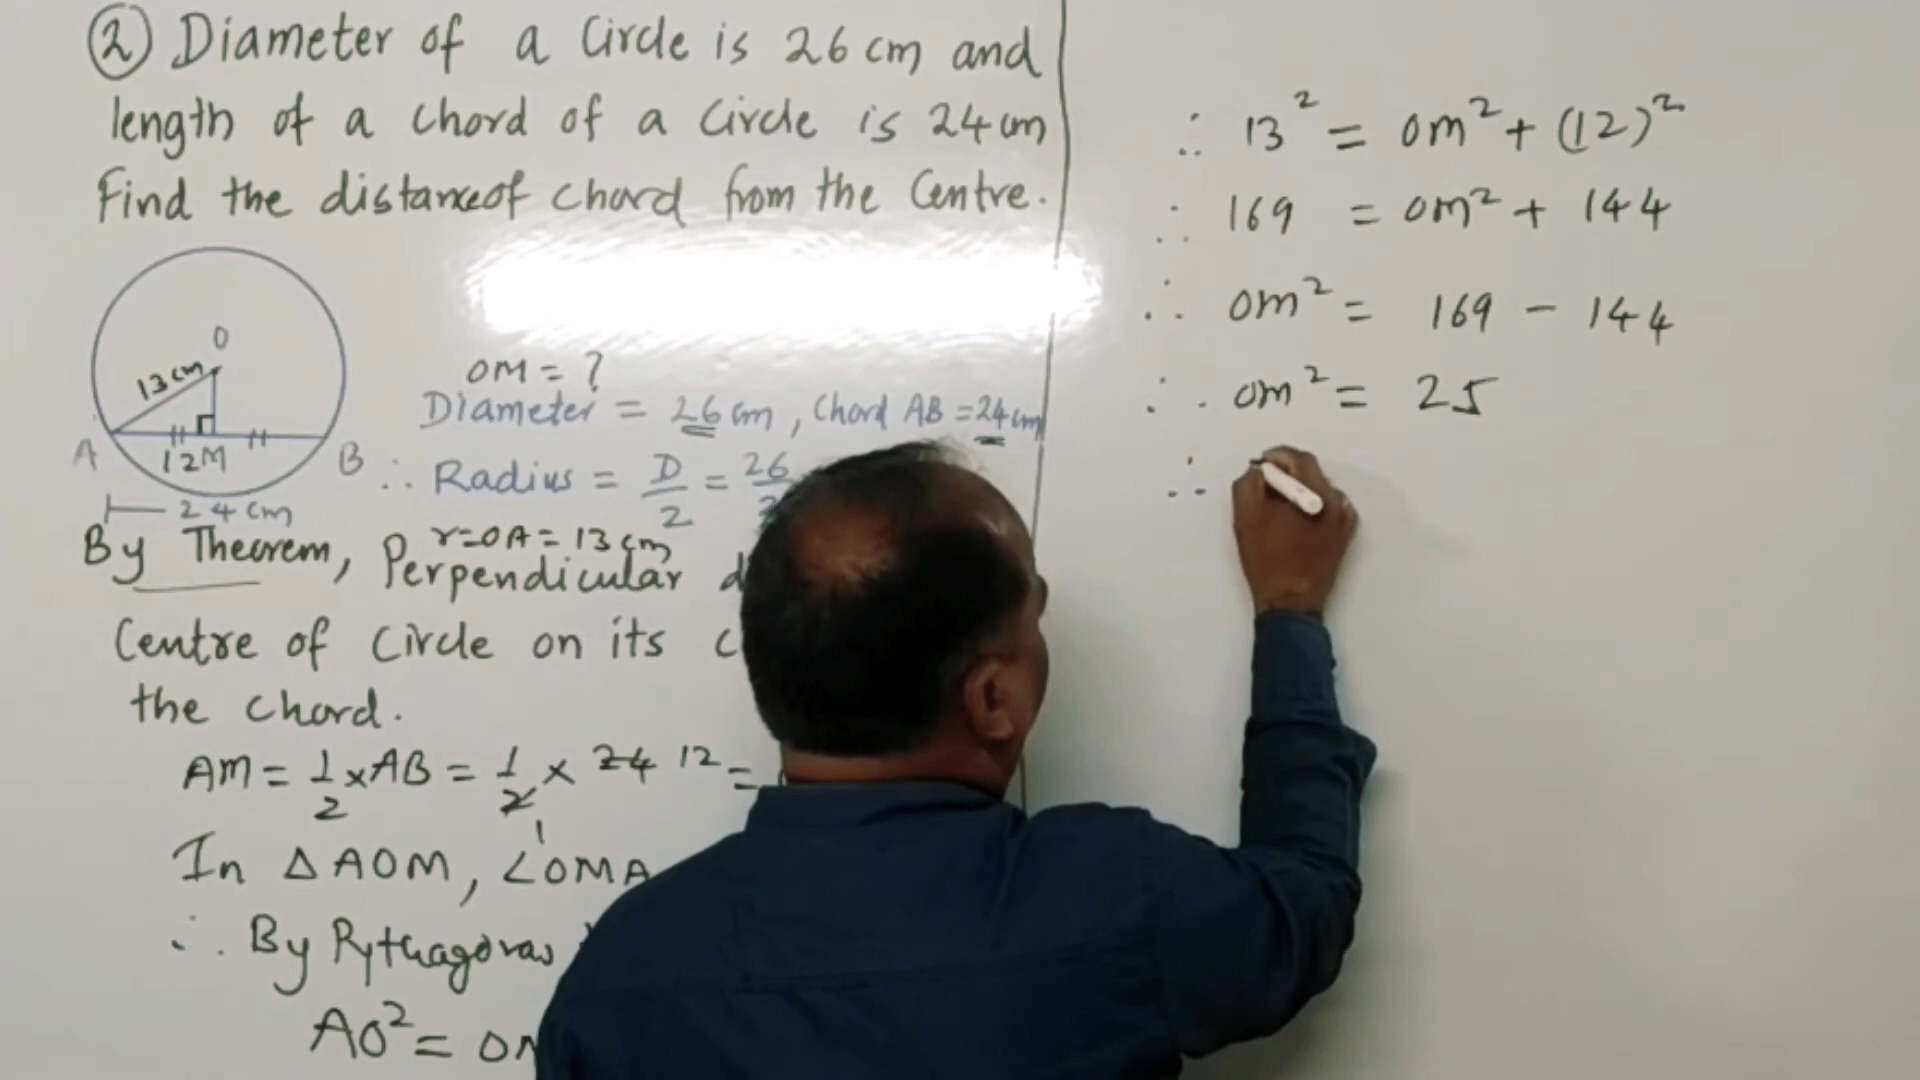 ② Diameter of a Circle is 26 cm and
length of a Chord of a Circle is 24 cm
Find the distance of chord from the Centre.
O
13 cm
A
12 M
B
24 cm
OM = ?
Diameter = 26 cm, Chord AB = 24 cm
∴ Radius = D/2 = 26
r = OA = 13 cm
By Theorem, Perpendicular
Centre of Circle on its
the chord.
AM = 1/2 × AB = 1/2 × 24 12 =
1
In △AOM, ∠OMA
∴ By Pythagoras
AO² =
∴ 13² = OM² + (12)²
∴ 169 = OM² + 144
∴ OM² = 169 - 144
∴ OM² = 25
∴